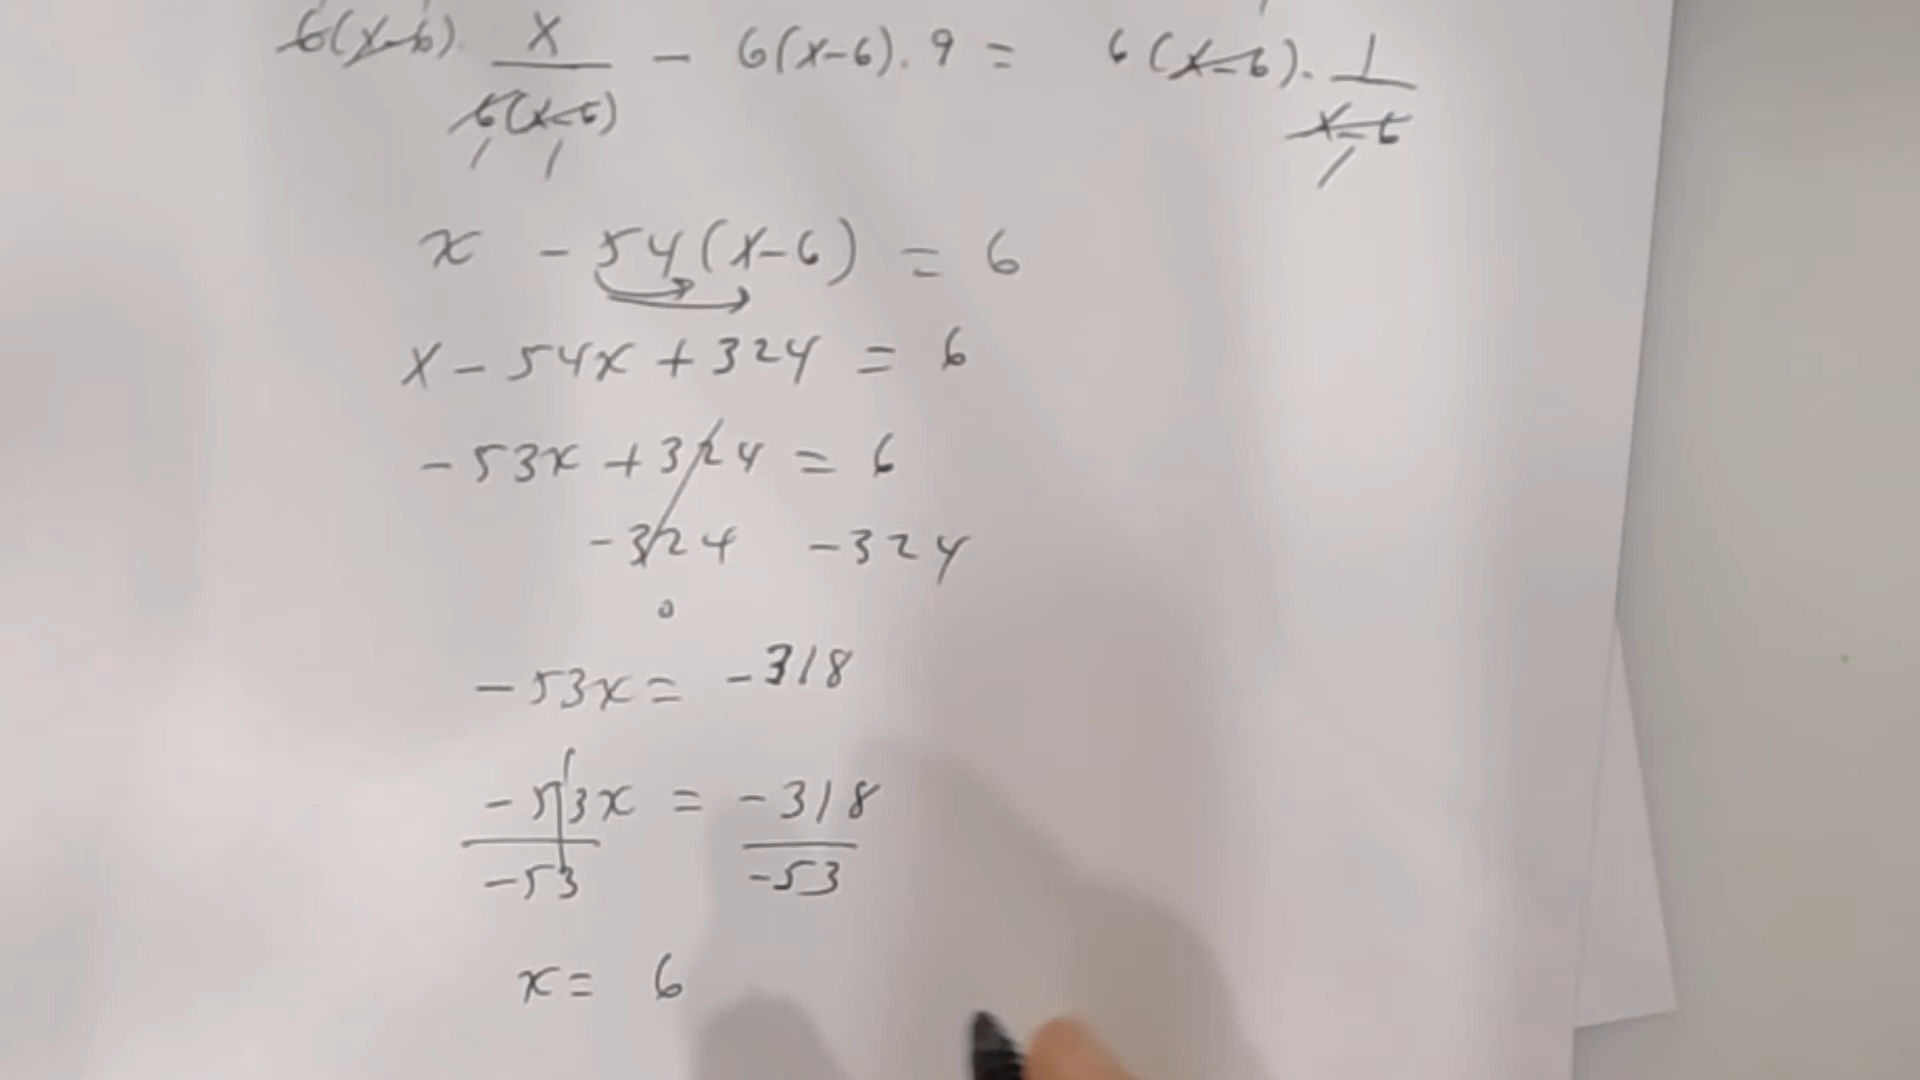 6(x-6). x/6(x-6) - 6(x-6). 9 = 6(x-6). 1/x-6
x - 54(x-6) = 6
x - 54x + 324 = 6
-53x + 324 = 6
-324 -324
0
-53x = -318
-53x/-53 = -318/-53
x = 6